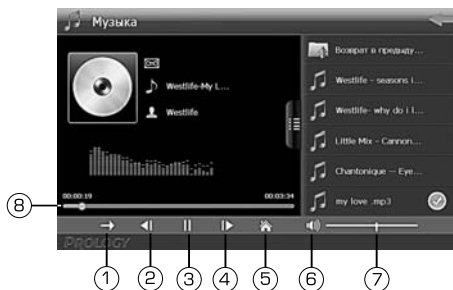 Музыка
Возврат в предыду...
Westlife-My L...
Westlife - seasons i...
Westlife
Westlife- why do i l...
Little Mix - Cannon...
Chantonique — Eye...
00:00:19
00:03:34
my love .mp3
8
PROLOGY
1
2
3
4
5
6
7